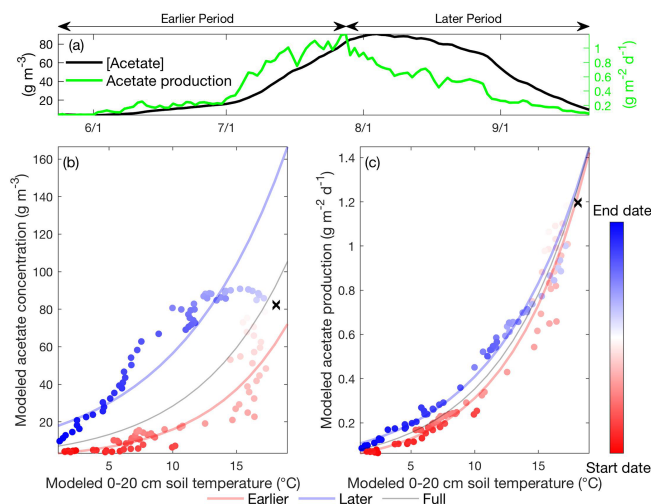 Earlier Period
Later Period
(a)
[Acetate]
Acetate production
(g m⁻³)
80
60
40
20
1
0.8
0.6
0.4
0.2
(g m⁻² d⁻¹)
6/1
7/1
8/1
9/1
(b)
Modeled acetate concentration (g m⁻³)
160
140
120
100
80
60
40
20
5
10
15
Modeled 0-20 cm soil temperature (°C)
(c)
Modeled acetate production (g m⁻² d⁻¹)
1.4
1.2
1
0.8
0.6
0.4
0.2
5
10
15
Modeled 0-20 cm soil temperature (°C)
End date
Start date
Earlier
Later
Full